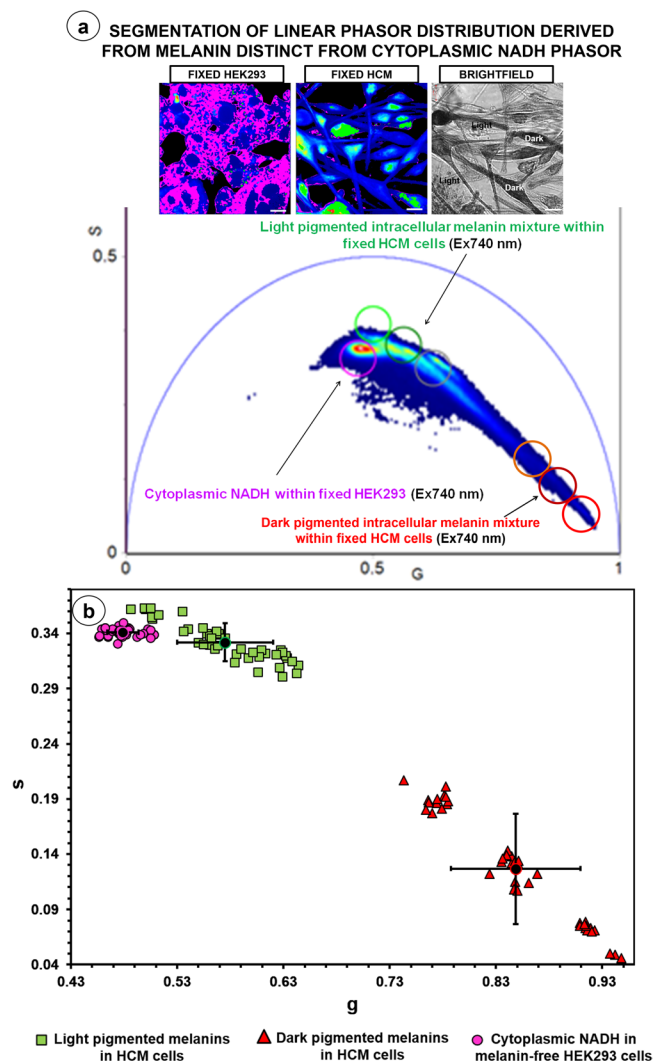 a
SEGMENTATION OF LINEAR PHASOR DISTRIBUTION DERIVED
FROM MELANIN DISTINCT FROM CYTOPLASMIC NADH PHASOR
FIXED HEK293
FIXED HCM
BRIGHTFIELD
Light
Dark
Light
Dark
Light pigmented intracellular melanin mixture within
fixed HCM cells (Ex740 nm)
S
0.5
Cytoplasmic NADH within fixed HEK293 (Ex740 nm)
Dark pigmented intracellular melanin mixture
within fixed HCM cells (Ex740 nm)
0
0
0.5
G
1
b
0.34
0.29
0.24
s
0.19
0.14
0.09
0.04
0.43
0.53
0.63
0.73
0.83
0.93
g
Light pigmented melanins
in HCM cells
Dark pigmented melanins
in HCM cells
Cytoplasmic NADH in
melanin-free HEK293 cells